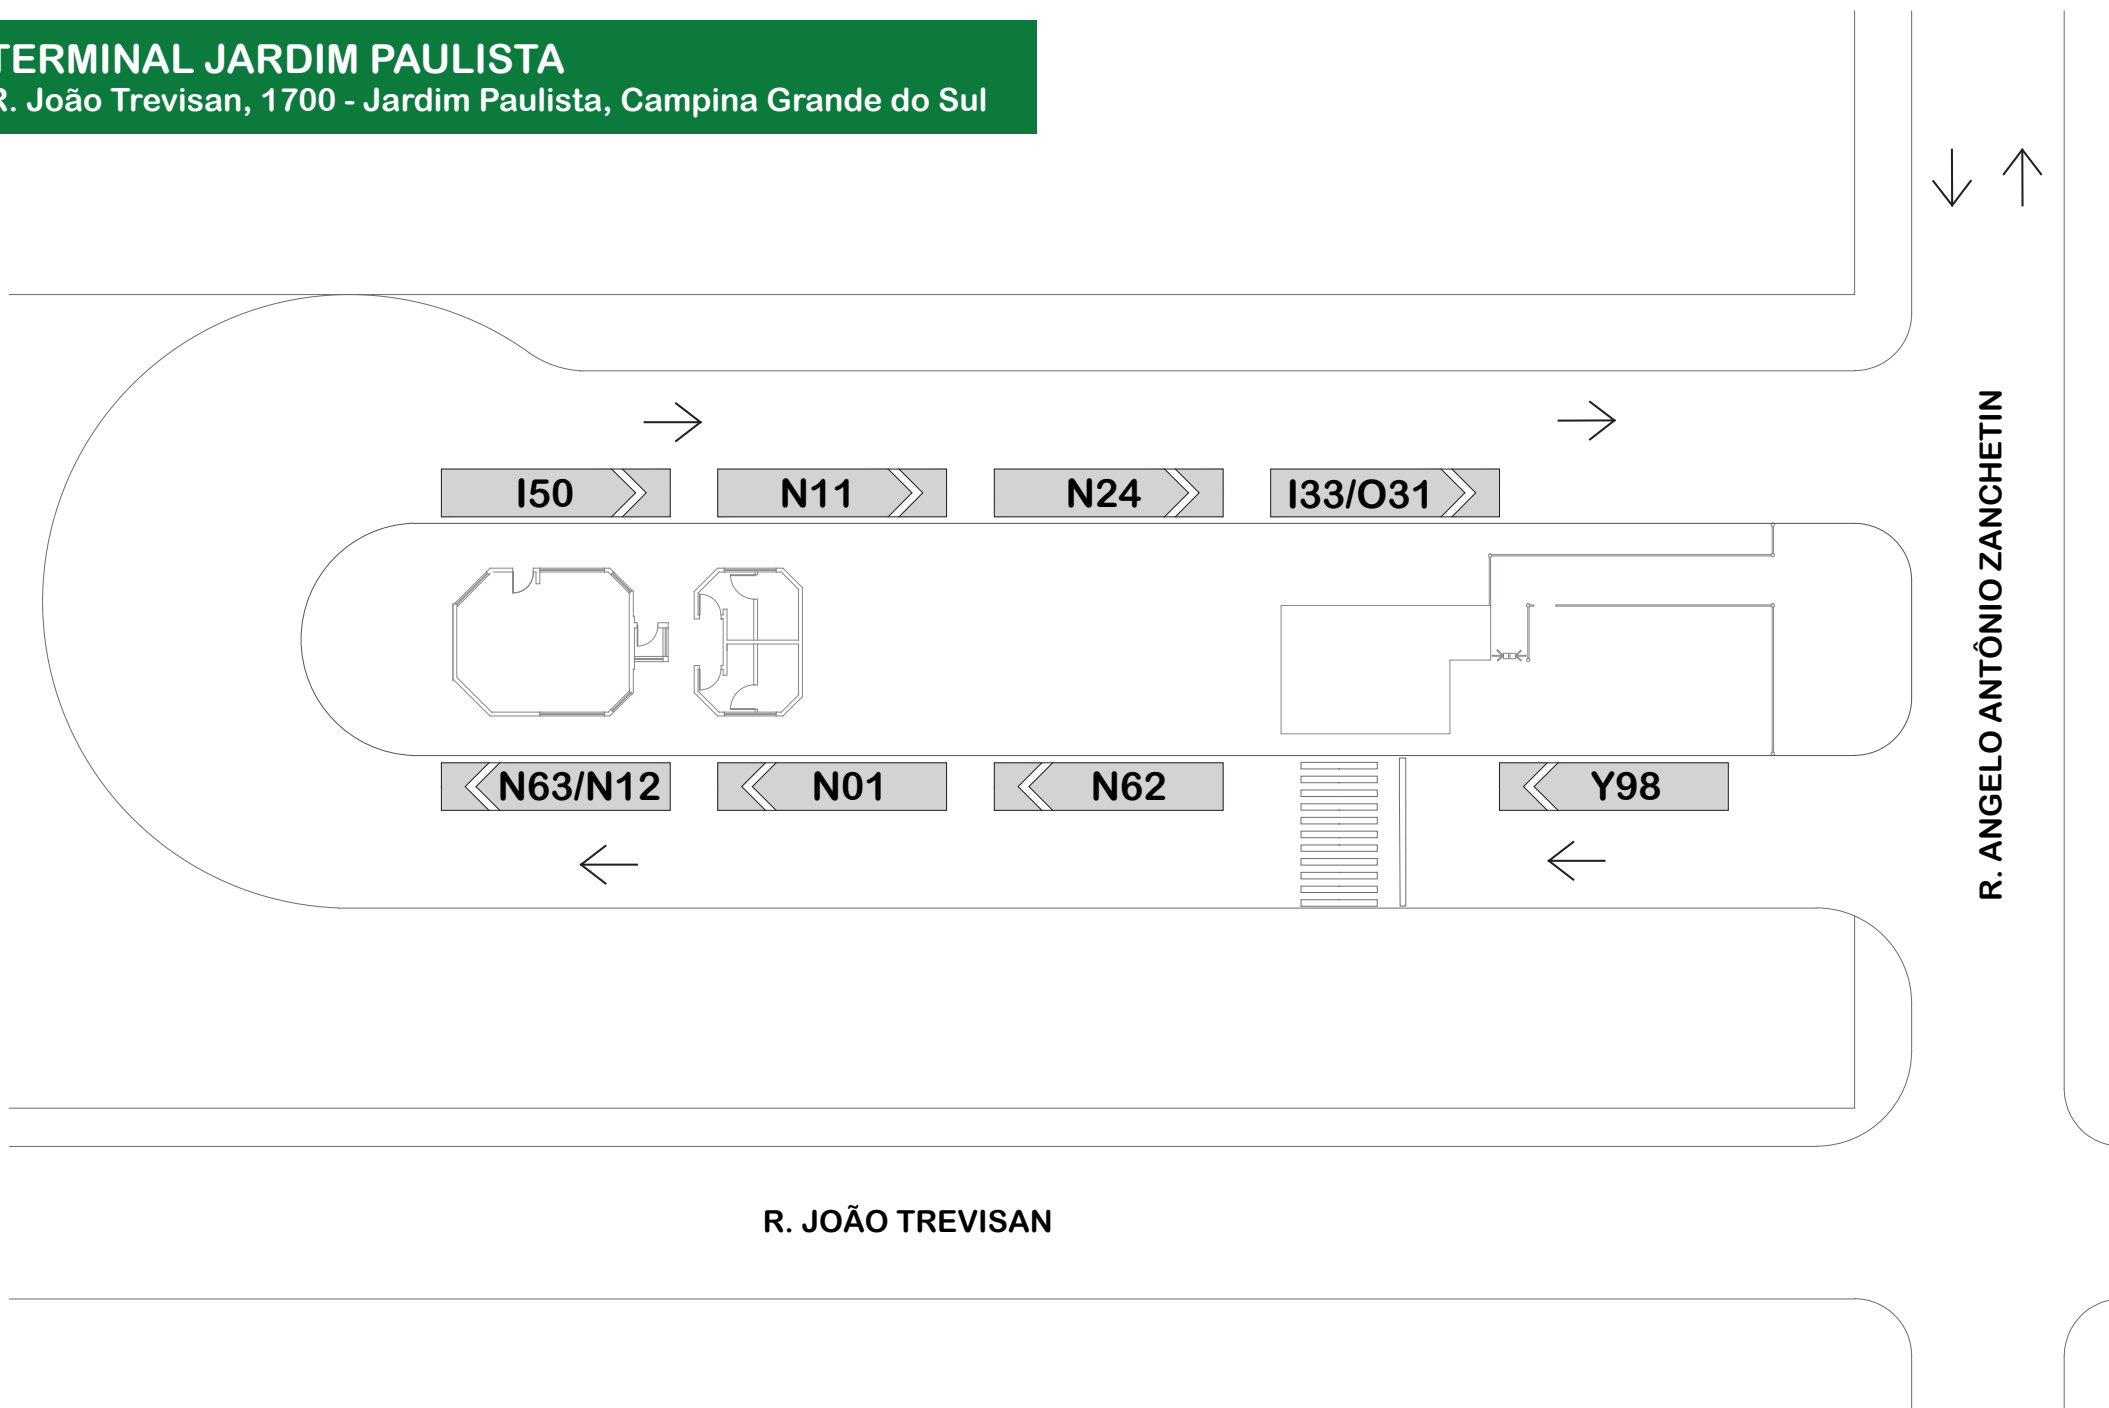 TERMINAL JARDIM PAULISTA
R. João Trevisan, 1700 - Jardim Paulista, Campina Grande do Sul
I50
N11
N24
I33/O31
N63/N12
N01
N62
Y98
R. ANGELO ANTÔNIO ZANCHETIN
R. JOÃO TREVISAN